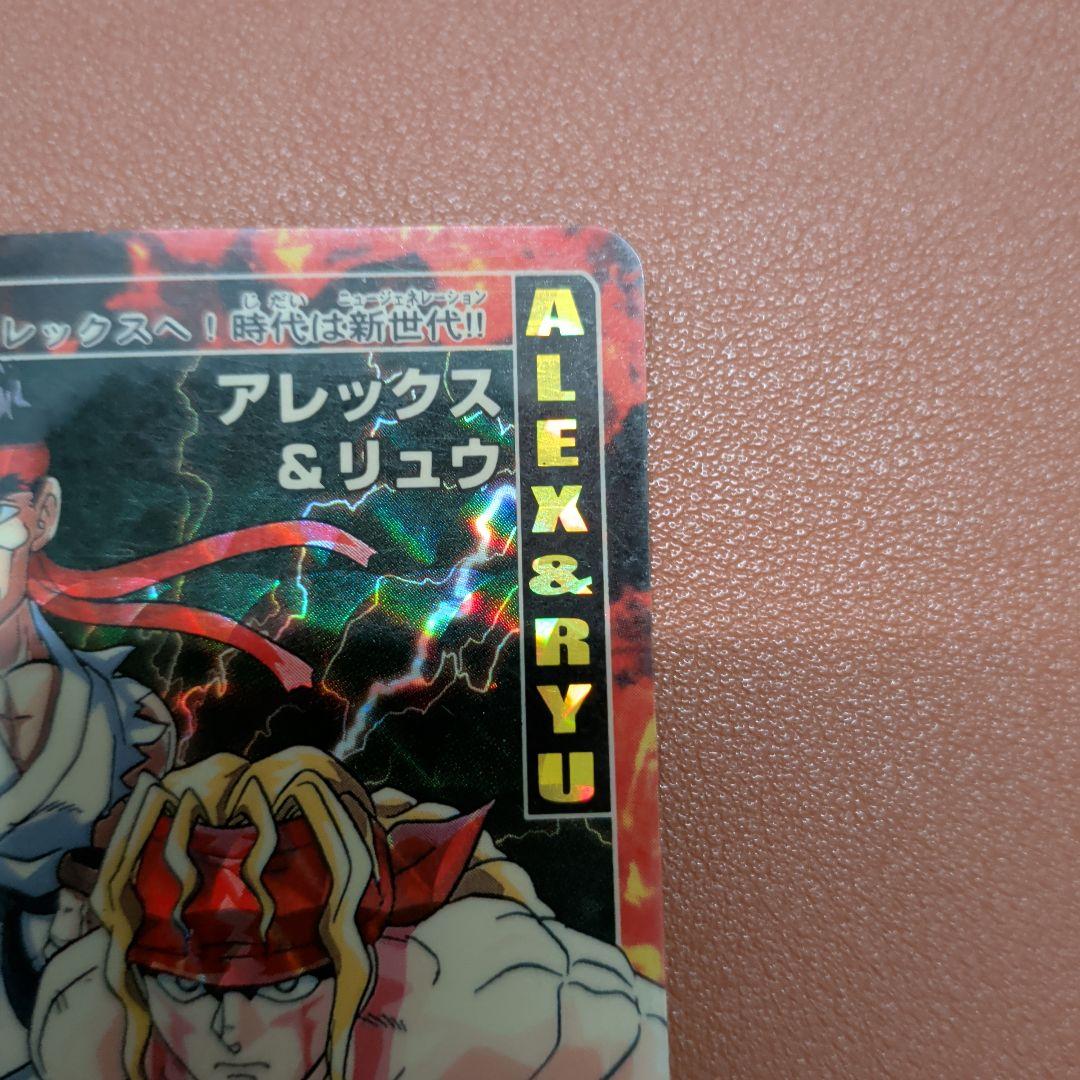 じだい ニュージェネレーション
レックスへ！時代は新世代!!
アレックス
&リュウ
ALEX&RYU